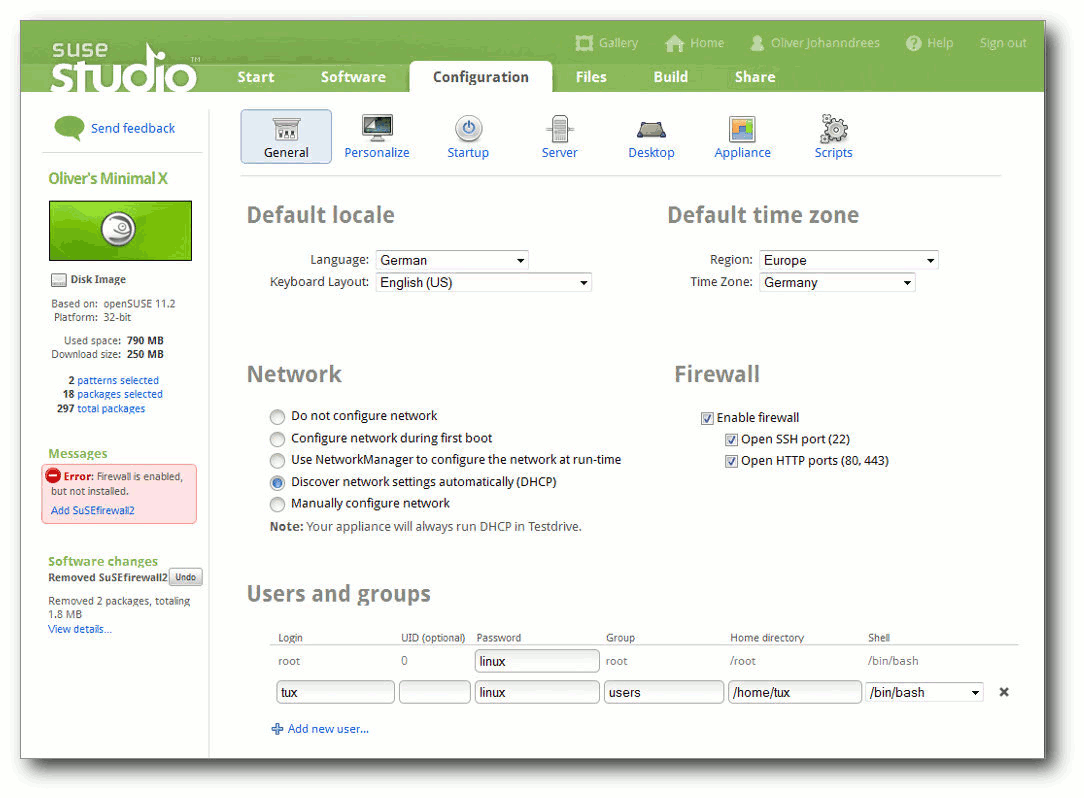 suse
studio™
Gallery Home Oliver Johanndrees Help Sign out
Start Software Configuration Files Build Share
Send feedback
General Personalize Startup Server Desktop Appliance Scripts
Oliver's Minimal X
Disk Image
Based on: openSUSE 11.2
Platform: 32-bit
Used space: 790 MB
Download size: 250 MB
2 patterns selected
18 packages selected
297 total packages
Messages
Error: Firewall is enabled,
but not installed.
Add SuSEfirewall2
Software changes
Removed SuSEfirewall2 Undo
Removed 2 packages, totaling
1.8 MB
View details...
Default locale
Language: German
Keyboard Layout: English (US)
Default time zone
Region: Europe
Time Zone: Germany
Network
Do not configure network
Configure network during first boot
Use NetworkManager to configure the network at run-time
Discover network settings automatically (DHCP)
Manually configure network
Note: Your appliance will always run DHCP in Testdrive.
Firewall
Enable firewall
Open SSH port (22)
Open HTTP ports (80, 443)
Users and groups
Login UID (optional) Password Group Home directory Shell
root 0 linux root /root /bin/bash
tux linux users /home/tux /bin/bash
Add new user...